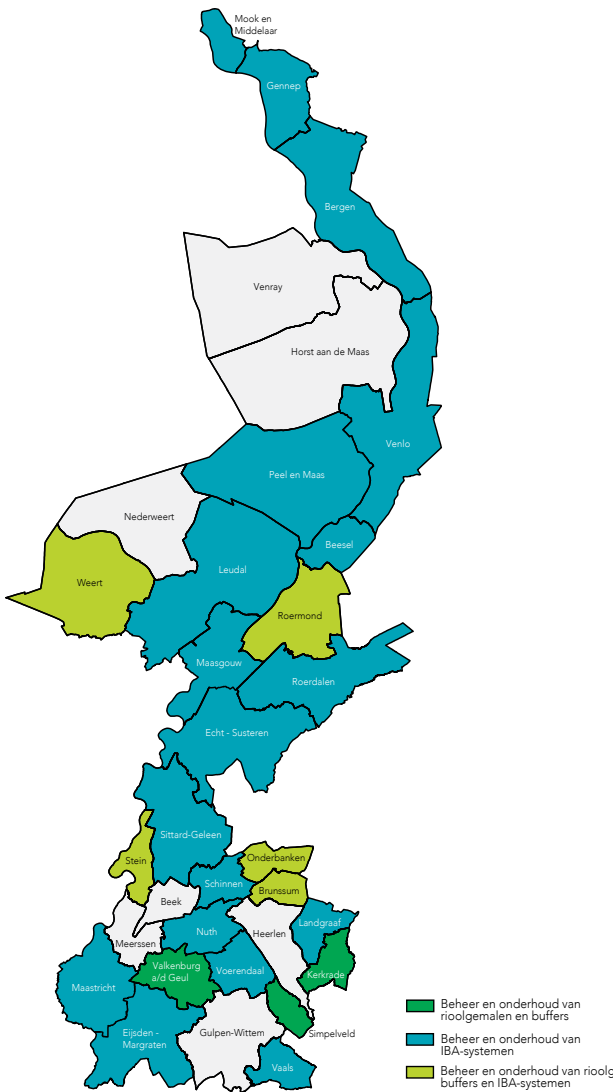 Mook en
Middelaar
Gennep
Bergen
Venray
Horst aan de Maas
Venlo
Peel en Maas
Nederweert
Beesel
Leudal
Weert
Roermond
Maasgouw
Roerdalen
Echt - Susteren
Sittard-Geleen
Stein
Onderbanken
Schinnen
Brunssum
Beek
Landgraaf
Nuth
Heerlen
Meerssen
Valkenburg
a/d Geul
Voerendaal
Kerkrade
Maastricht
Simpelveld
Eijsden -
Margraten
Gulpen-Wittem
Vaals
Beheer en onderhoud van
rioolgemalen en buffers
Beheer en onderhoud van
IBA-systemen
Beheer en onderhoud van rioolg
buffers en IBA-systemen